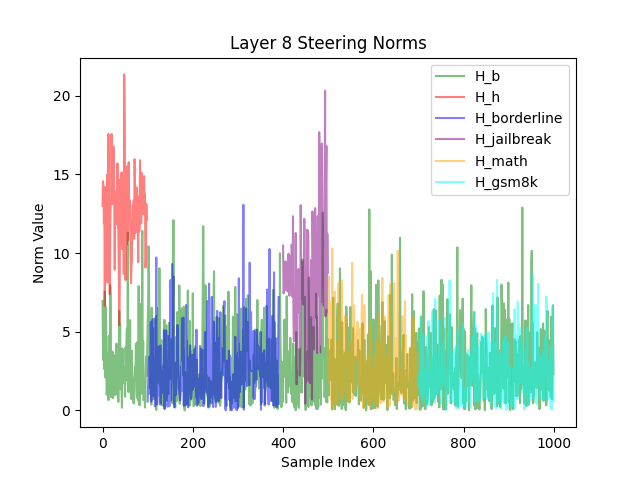 Layer 8 Steering Norms
Norm Value
20
15
10
5
0
H_b
H_h
H_borderline
H_jailbreak
H_math
H_gsm8k
0
200
400
600
800
1000
Sample Index